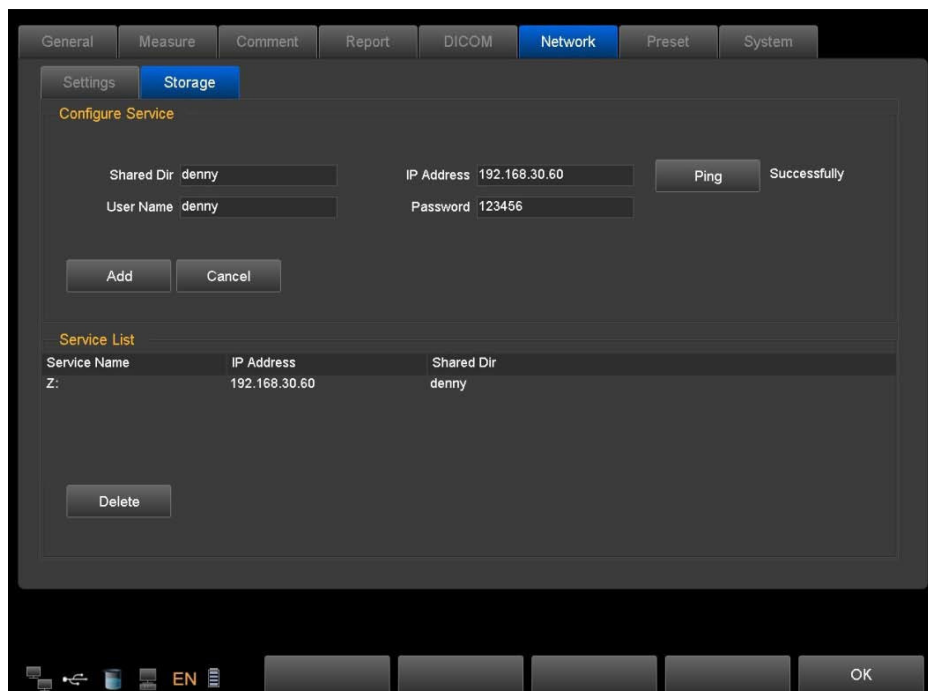 General Measure Comment Report DICOM Network Preset System
Settings Storage
Configure Service
Shared Dir denny IP Address 192.168.30.60 Ping Successfully
User Name denny Password 123456
Add Cancel
Service List
Service Name IP Address Shared Dir
Z: 192.168.30.60 denny
Delete
EN OK